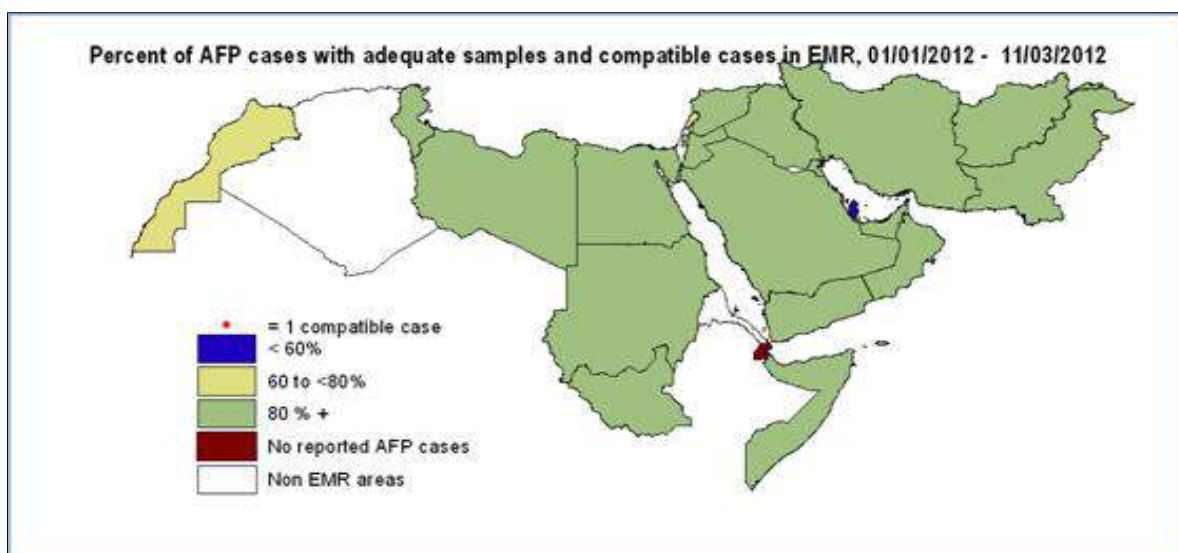 Percent of AFP cases with adequate samples and compatible cases in EMR, 01/01/2012 - 11/03/2012
= 1 compatible case
< 60%
60 to <80%
80 % +
No reported AFP cases
Non EMR areas